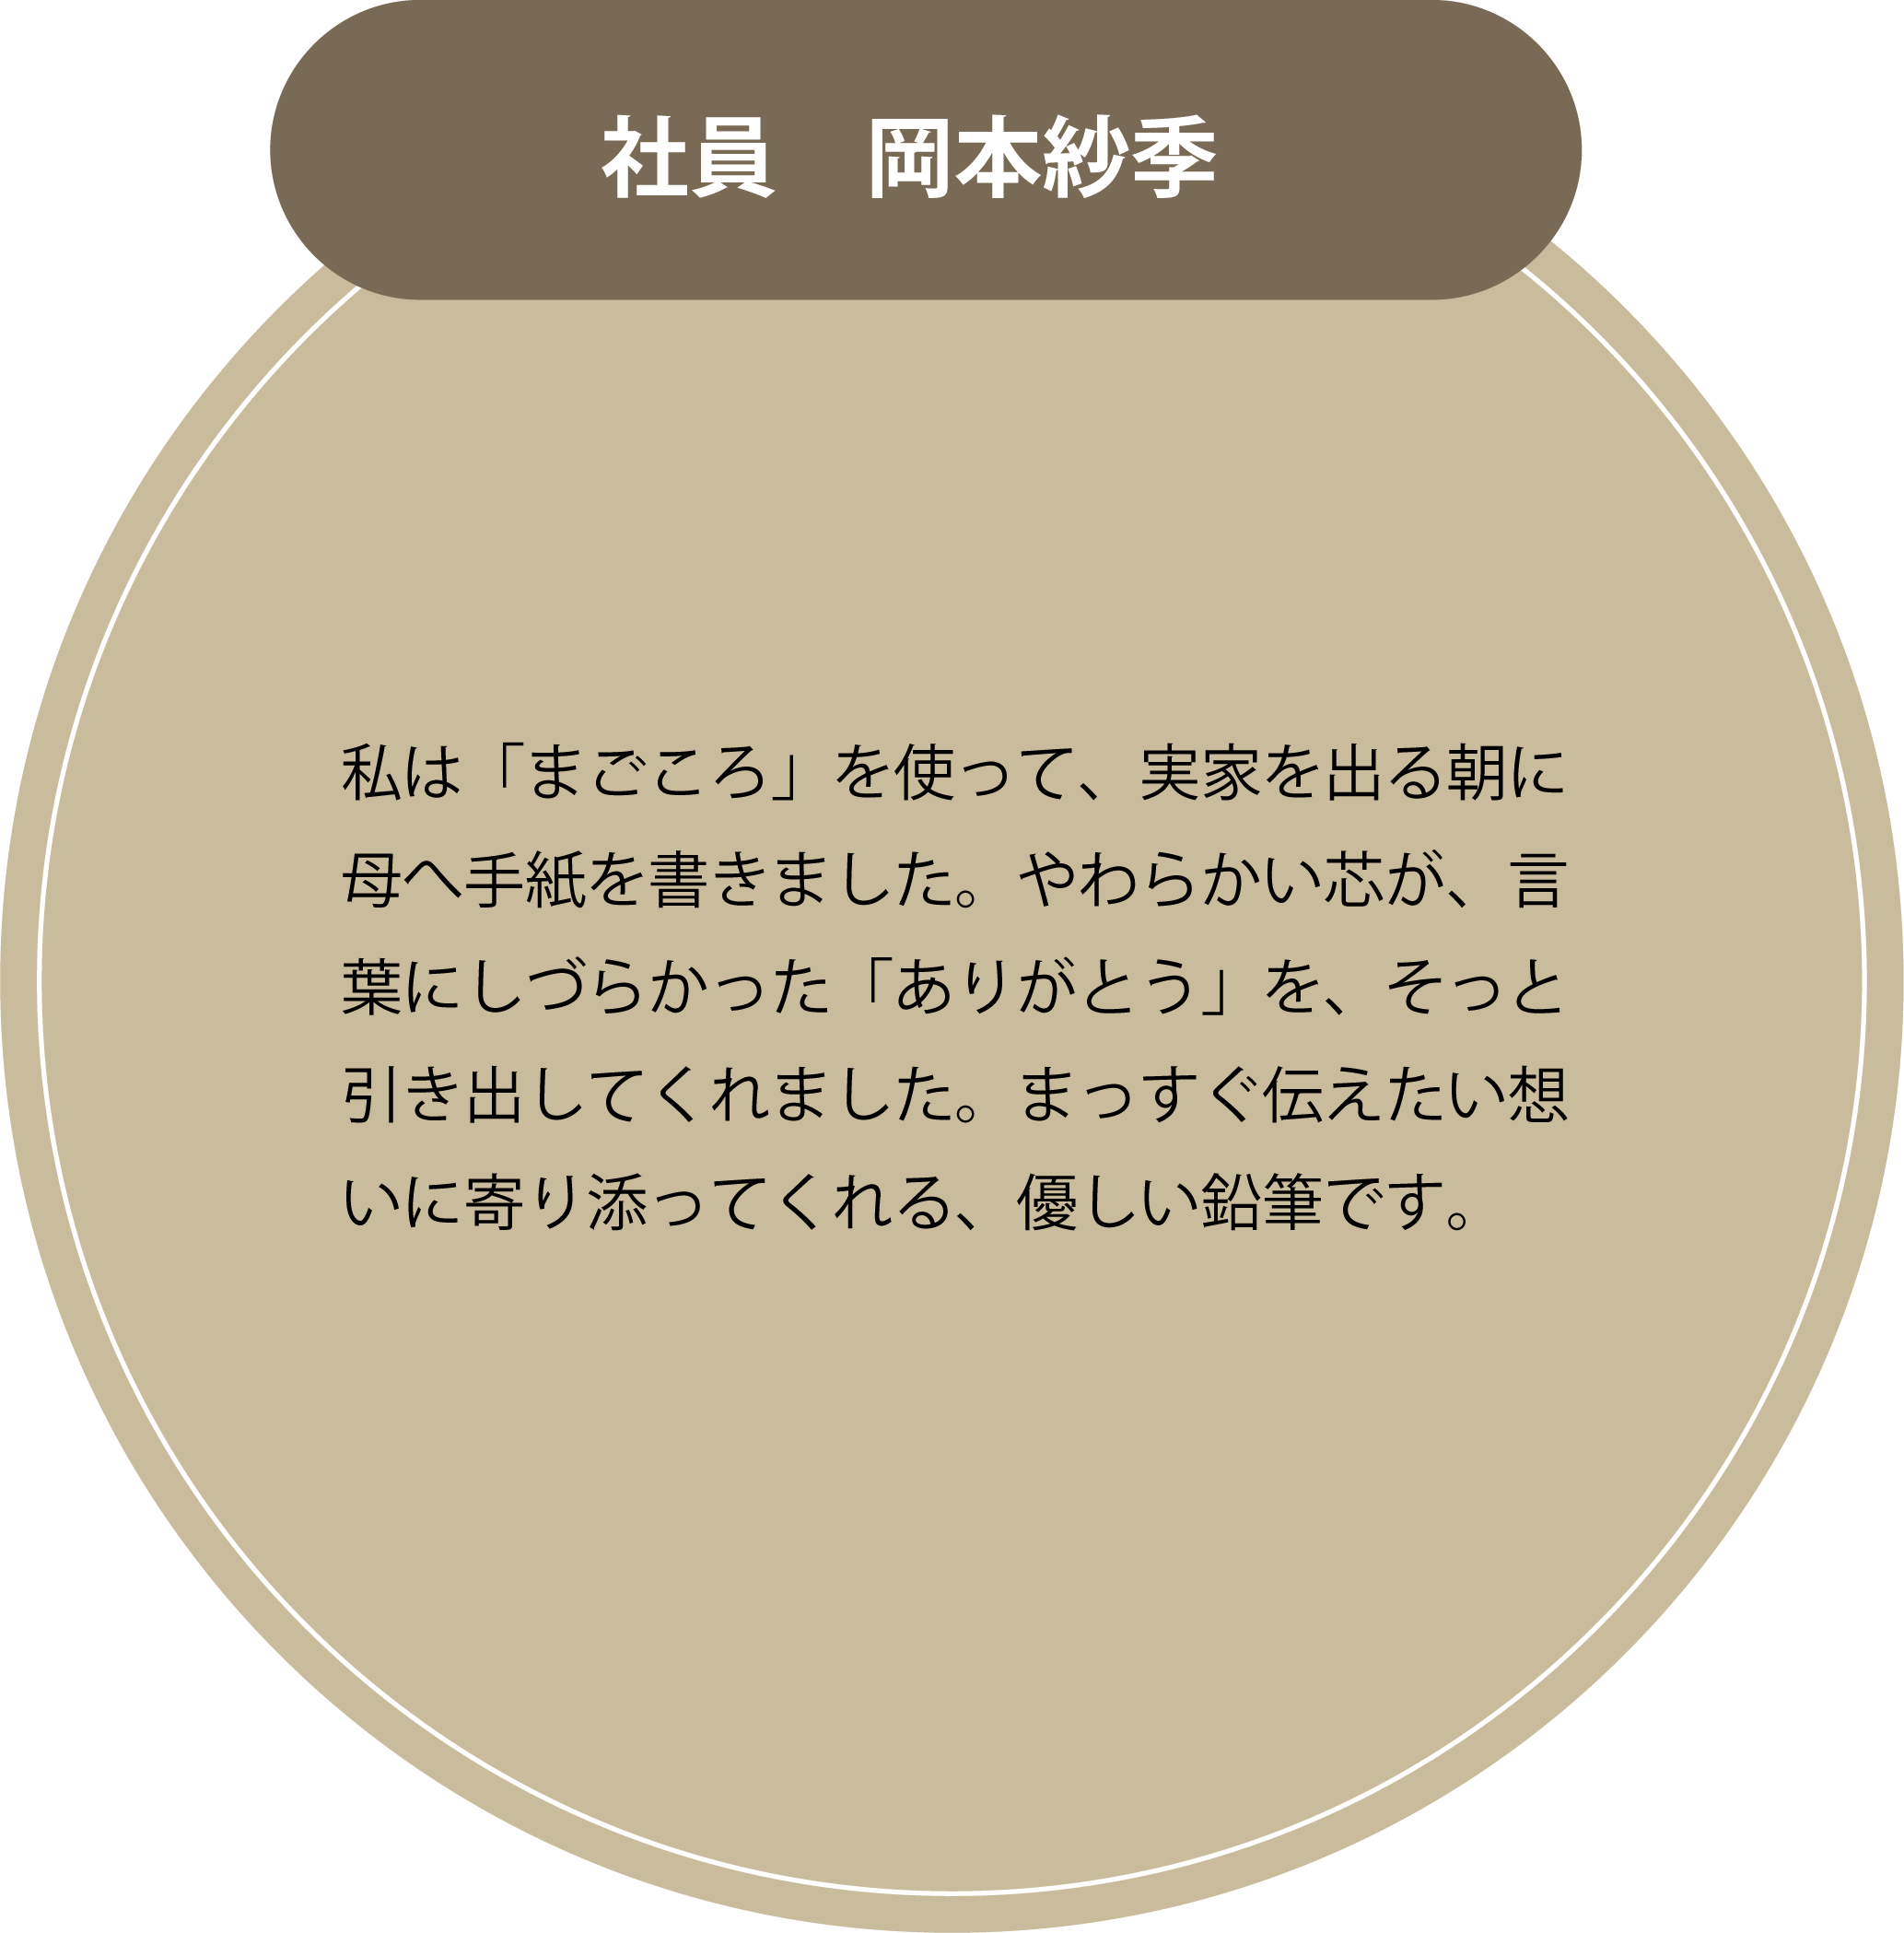 社員　岡本紗季
私は「まごころ」を使って、実家を出る朝に
母へ手紙を書きました。やわらかい芯が、言
葉にしづらかった「ありがとう」を、そっと
引き出してくれました。まっすぐ伝えたい想
いに寄り添ってくれる、優しい鉛筆です。